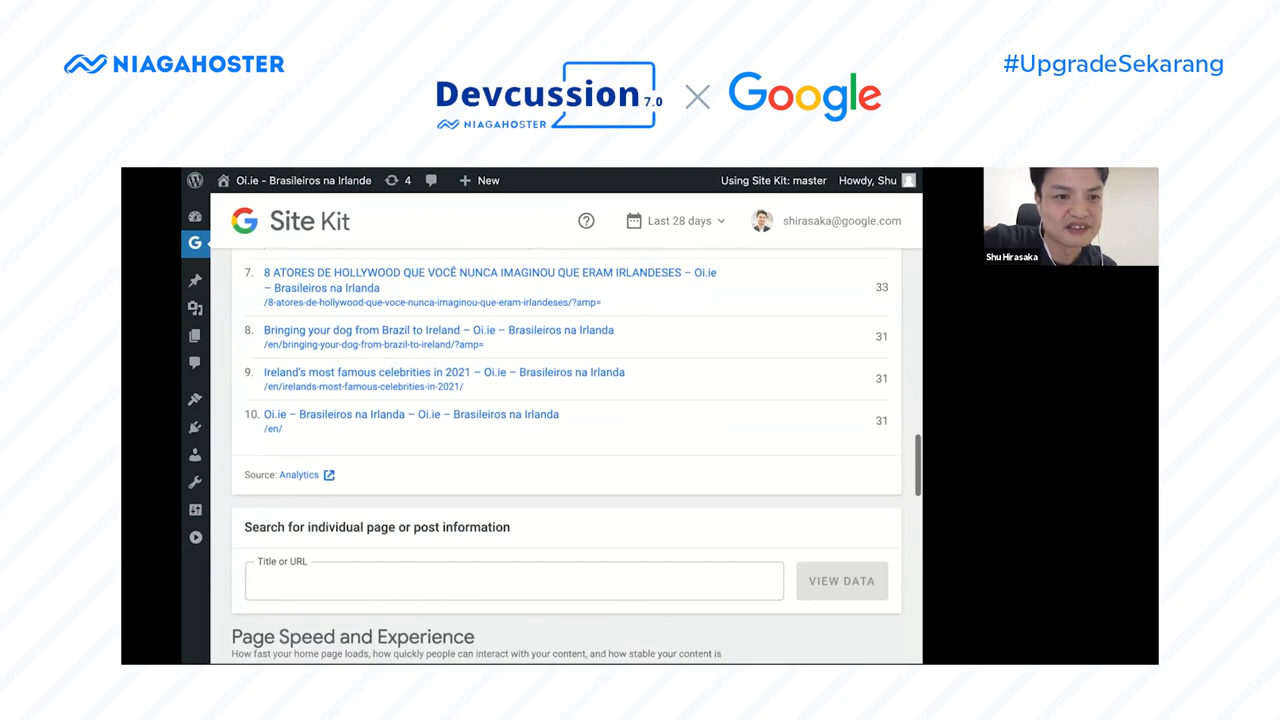 NIAGAHOSTER
Devcussion 7.0
NIAGAHOSTER
Google
#UpgradeSekarang
Oi.ie - Brasileiros na Irlande
4
New
Using Site Kit: master
Howdy, Shu
G Site Kit
Last 28 days
shirasaka@google.com
7. 8 ATORES DE HOLLYWOOD QUE VOCÊ NUNCA IMAGINOU QUE ERAM IRLANDESES – Oi.ie
– Brasileiros na Irlanda
/8-atores-de-hollywood-que-voce-nunca-imaginou-que-eram-irlandeses/?amp=
33
8. Bringing your dog from Brazil to Ireland – Oi.ie – Brasileiros na Irlanda
/en/bringing-your-dog-from-brazil-to-ireland/?amp=
31
9. Ireland's most famous celebrities in 2021 – Oi.ie – Brasileiros na Irlanda
/en/irelands-most-famous-celebrities-in-2021/
31
10. Oi.ie – Brasileiros na Irlanda – Oi.ie – Brasileiros na Irlanda
/en/
31
Source: Analytics
Search for individual page or post information
Title or URL
VIEW DATA
Page Speed and Experience
How fast your home page loads, how quickly people can interact with your content, and how stable your content is
Shu Hirasaka